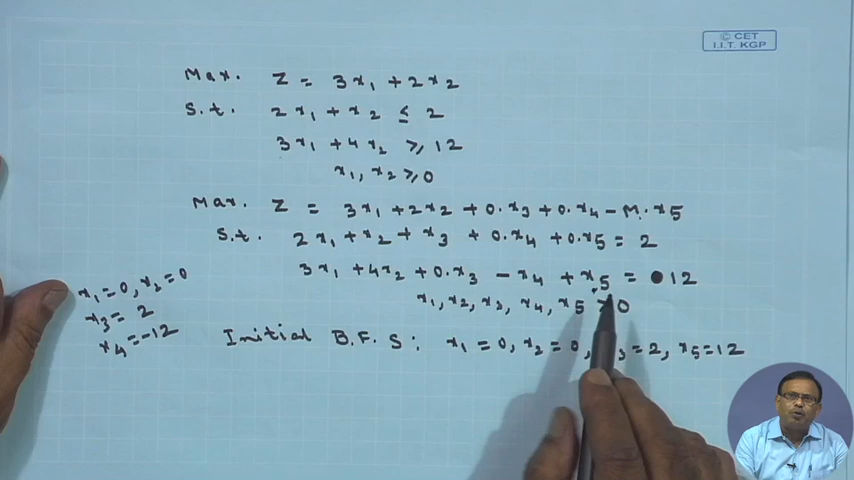 © CET
I.I.T. KGP
Max. Z = 3x₁ + 2x₂
S.t. 2x₁ + x₂ ≤ 2
3x₁ + 4x₂ ≥ 12
x₁, x₂ ≥ 0
Max. Z = 3x₁ + 2x₂ + 0.x₃ + 0.x₄ - M.x₅
S.t. 2x₁ + x₂ + x₃ + 0.x₄ + 0.x₅ = 2
3x₁ + 4x₂ + 0.x₃ - x₄ + x₅ = 12
x₁, x₂, x₃, x₄, x₅ ≥ 0
x₁ = 0, x₂ = 0
x₃ = 2
x₄ = -12
Initial B.F.S: x₁ = 0, x₂ = 0, ₃ = 2, x₅ = 12